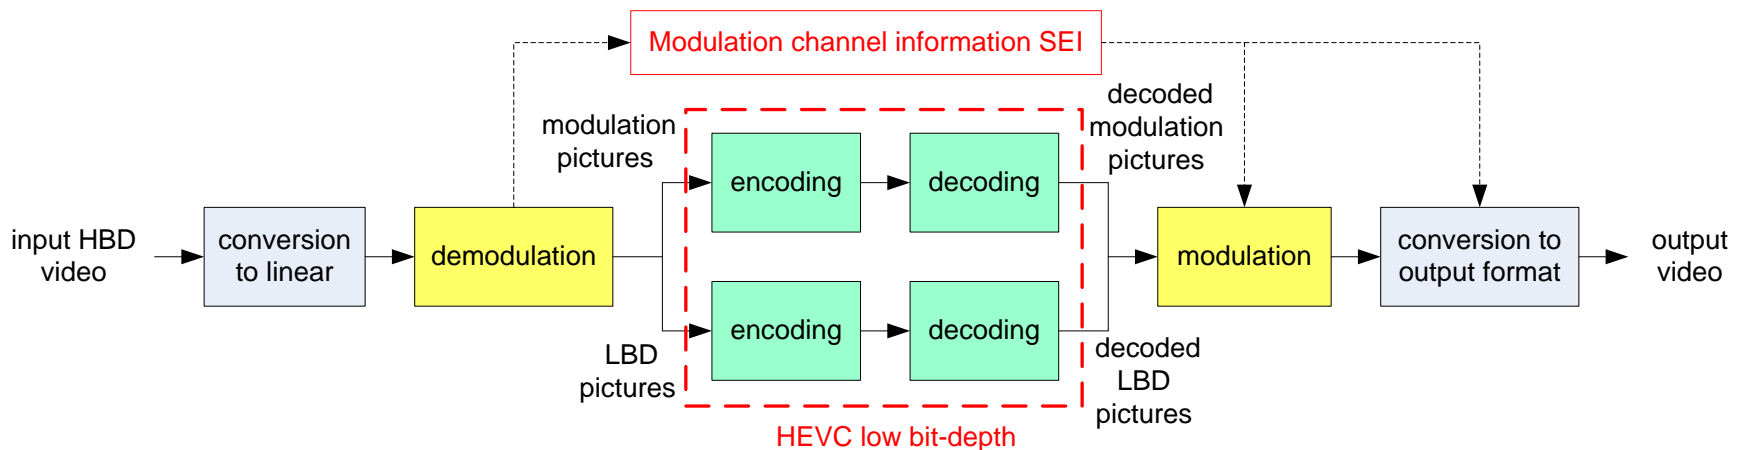 Modulation channel information SEI
modulation
pictures
decoded
modulation
pictures
encoding
decoding
input HBD
video
conversion
to linear
demodulation
modulation
conversion to
output format
output
video
encoding
decoding
LBD
pictures
decoded
LBD
pictures
HEVC low bit-depth